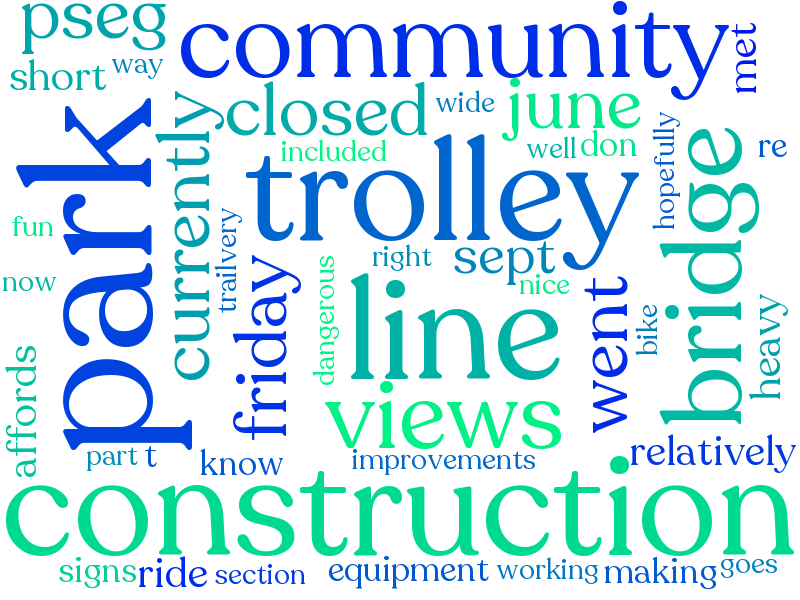 pseg
community
met
short
way
park
currently
closed
wide
june
included
well
don
hopefully
re
trolley
bridge
fun
trail
very
right
sept
now
friday
dangerous
nice
line
went
bike
heavy
affords
views
part
t
know
improvements
relatively
construction
signs
ride
section
equipment
working
making
goes